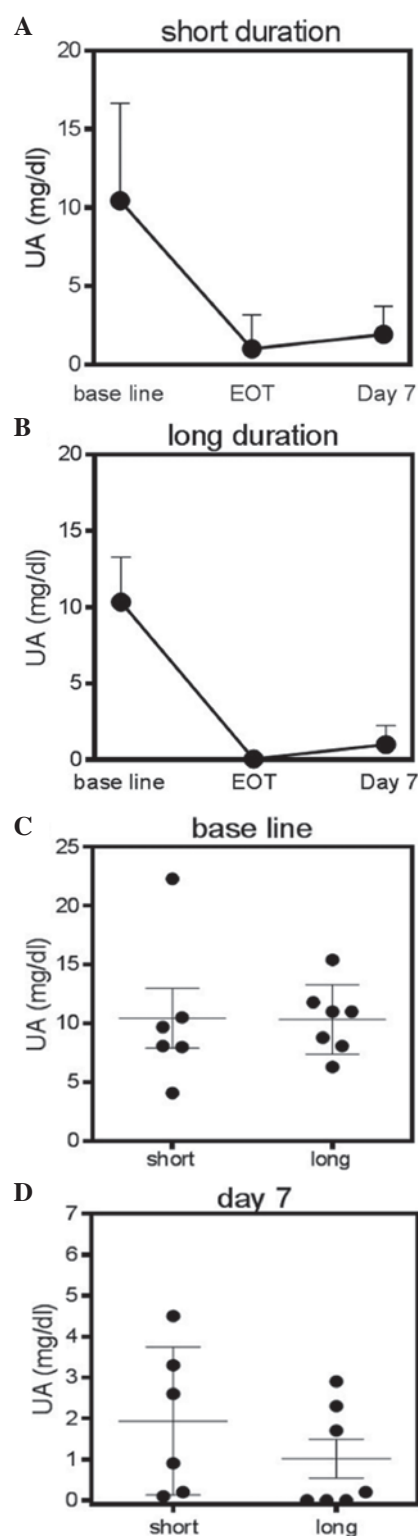 A
short duration
UA (mg/dl)
20
15
10
5
0
base line EOT Day 7
B
long duration
UA (mg/dl)
20
15
10
5
0
base line EOT Day 7
C
base line
UA (mg/dl)
25
20
15
10
5
0
short long
D
day 7
UA (mg/dl)
7
6
5
4
3
2
1
0
short long